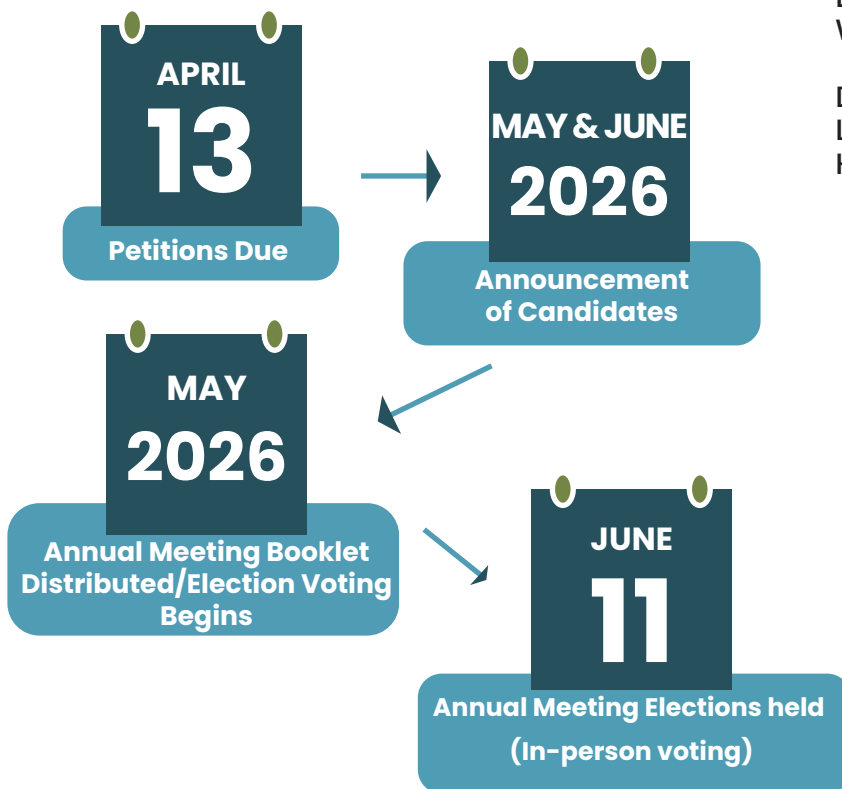 APRIL
13
Petitions Due
MAY & JUNE
2026
Announcement
of Candidates
MAY
2026
Annual Meeting Booklet
Distributed/Election Voting
Begins
JUNE
11
Annual Meeting Elections held
(In-person voting)